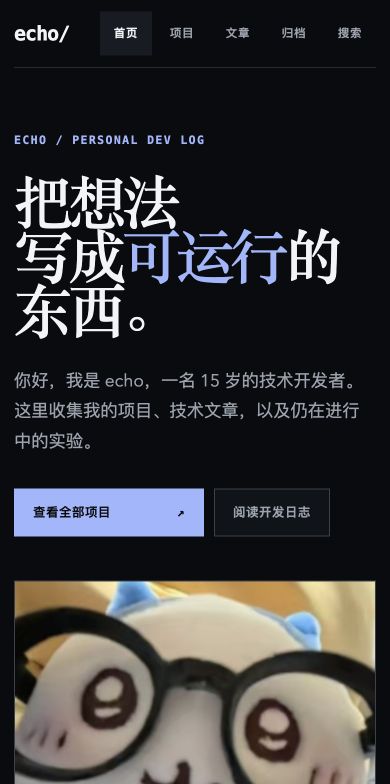 echo/ 首页 项目 文章 归档 搜索
ECHO / PERSONAL DEV LOG
把想法
写成可运行的
东西。
你好，我是 echo，一名 15 岁的技术开发者。
这里收集我的项目、技术文章，以及仍在进行
中的实验。
查看全部项目 ↗ 阅读开发日志